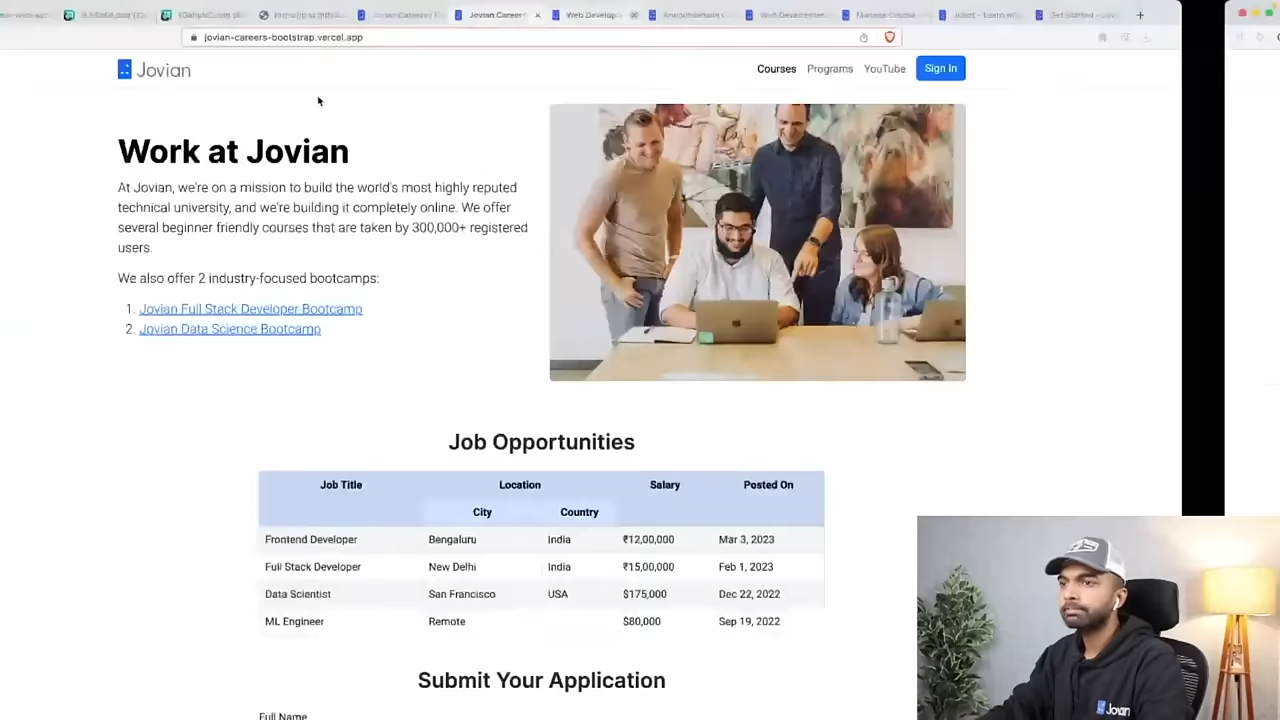 Jovian Careers
Web Develop
jovian-careers-bootstrap.vercel.app
Jovian
Courses Programs YouTube Sign In
Work at Jovian
At Jovian, we're on a mission to build the world's most highly reputed
technical university, and we're building it completely online. We offer
several beginner friendly courses that are taken by 300,000+ registered
users.
We also offer 2 industry-focused bootcamps:
1. Jovian Full Stack Developer Bootcamp
2. Jovian Data Science Bootcamp
Job Opportunities
Job Title Location Salary Posted On
City Country
Frontend Developer Bengaluru India ₹12,00,000 Mar 3, 2023
Full Stack Developer New Delhi India ₹15,00,000 Feb 1, 2023
Data Scientist San Francisco USA $175,000 Dec 22, 2022
ML Engineer Remote $80,000 Sep 19, 2022
Submit Your Application
Full Name
Jovian